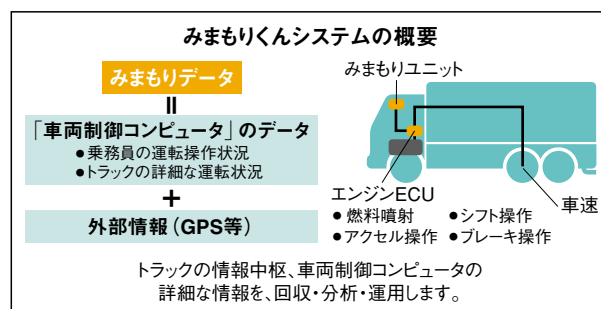 みまもりくんシステムの概要
みまもりデータ
=
「車両制御コンピュータ」のデータ
●乗務員の運転操作状況
●トラックの詳細な運転状況
+
外部情報（GPS等）
みまもりユニット
エンジンECU
●燃料噴射
●シフト操作
●アクセル操作
●ブレーキ操作
車速
トラックの情報中枢、車両制御コンピュータの
詳細な情報を、回収・分析・運用します。